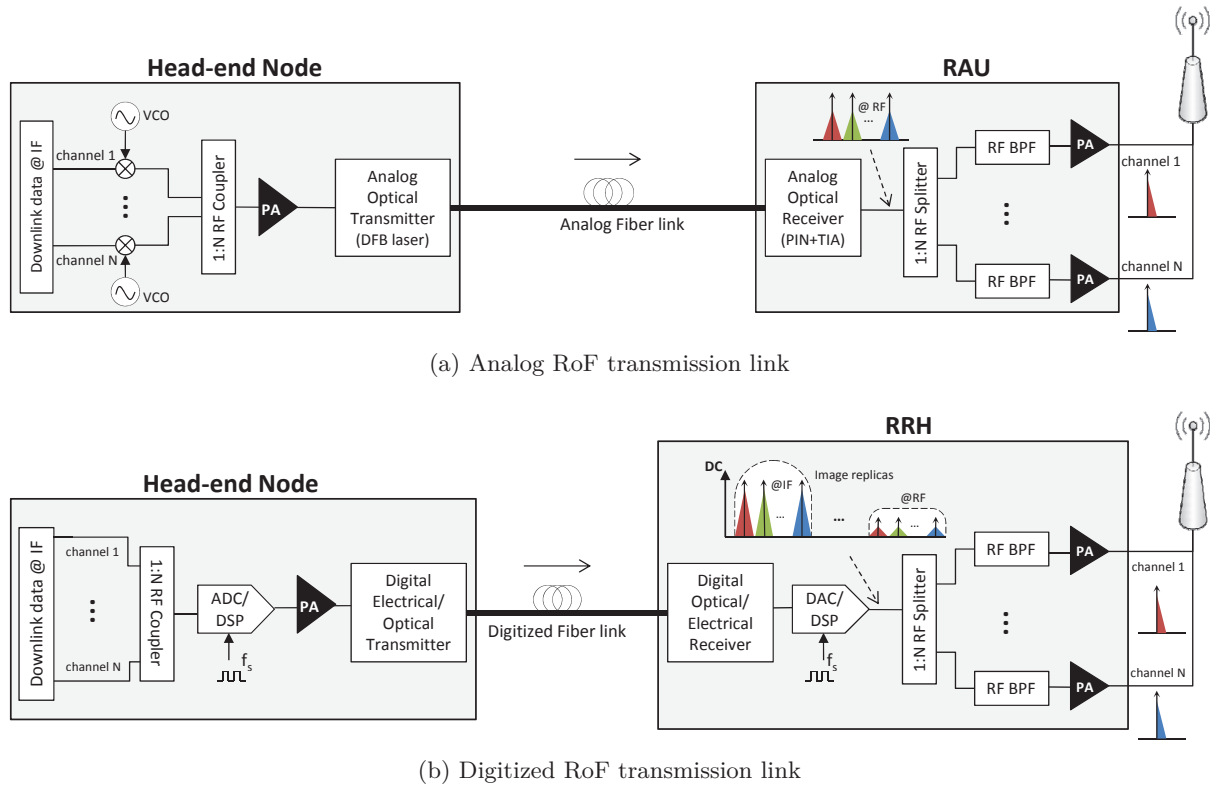 Head-end Node
RAU
VCO
@ RF
...
Downlink data @ IF
channel 1
1:N RF Coupler
PA
Analog
Optical
Transmitter
(DFB laser)
Analog Fiber link
Analog
Optical
Receiver
(PIN+TIA)
1:N RF Splitter
RF BPF
PA
channel 1
...
...
channel N
VCO
RF BPF
PA
channel N
(a) Analog RoF transmission link
RRH
Head-end Node
DC
Image replicas
@IF
@RF
...
...
...
Downlink data @ IF
channel 1
1:N RF Coupler
ADC/
DSP
fs
PA
Digital
Electrical/
Optical
Transmitter
Digitized Fiber link
Digital
Optical/
Electrical
Receiver
DAC/
DSP
fs
1:N RF Splitter
RF BPF
PA
channel 1
...
...
channel N
RF BPF
PA
channel N
(b) Digitized RoF transmission link